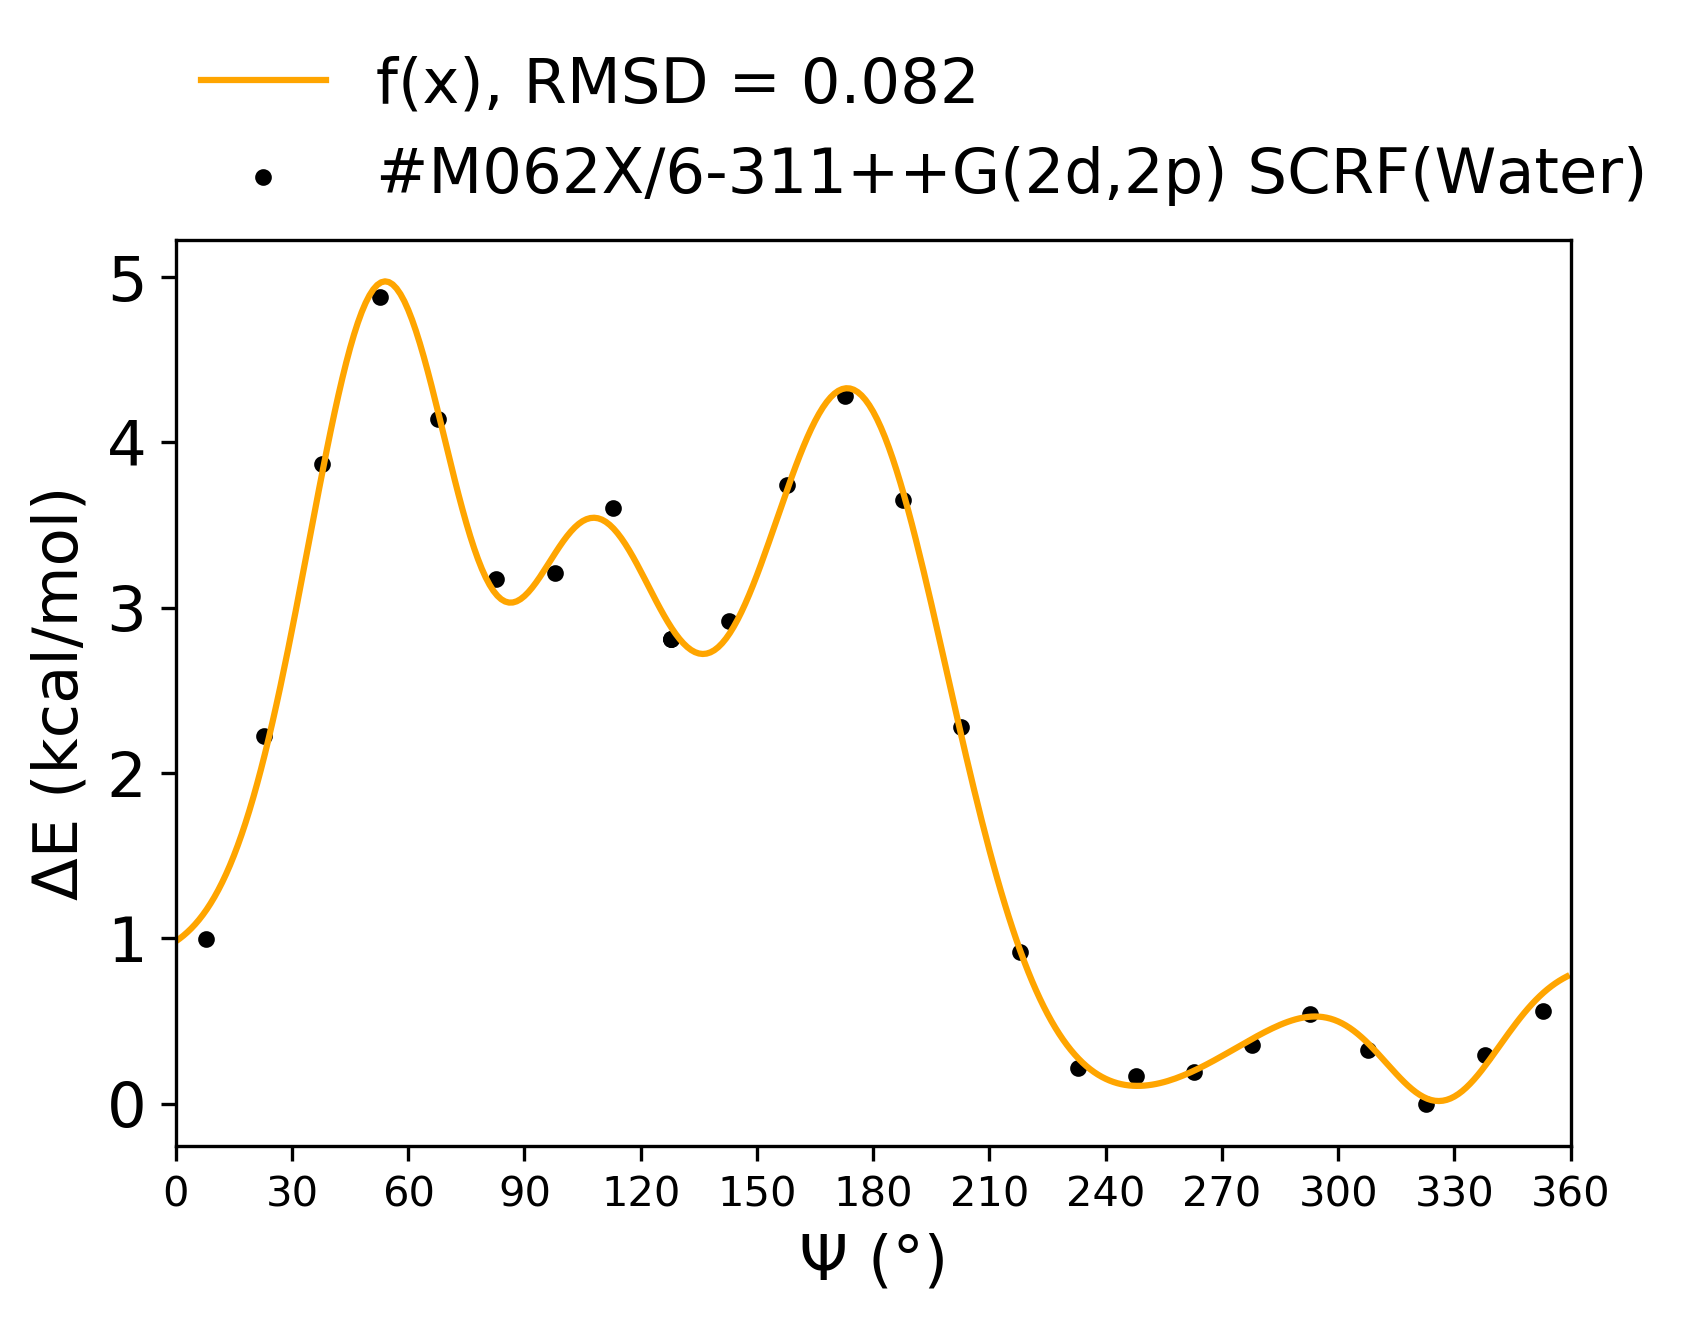 f(x), RMSD = 0.082
#M062X/6-311++G(2d,2p) SCRF(Water)
5
4
3
2
1
0
ΔE (kcal/mol)
0 30 60 90 120 150 180 210 240 270 300 330 360
Ψ (°)